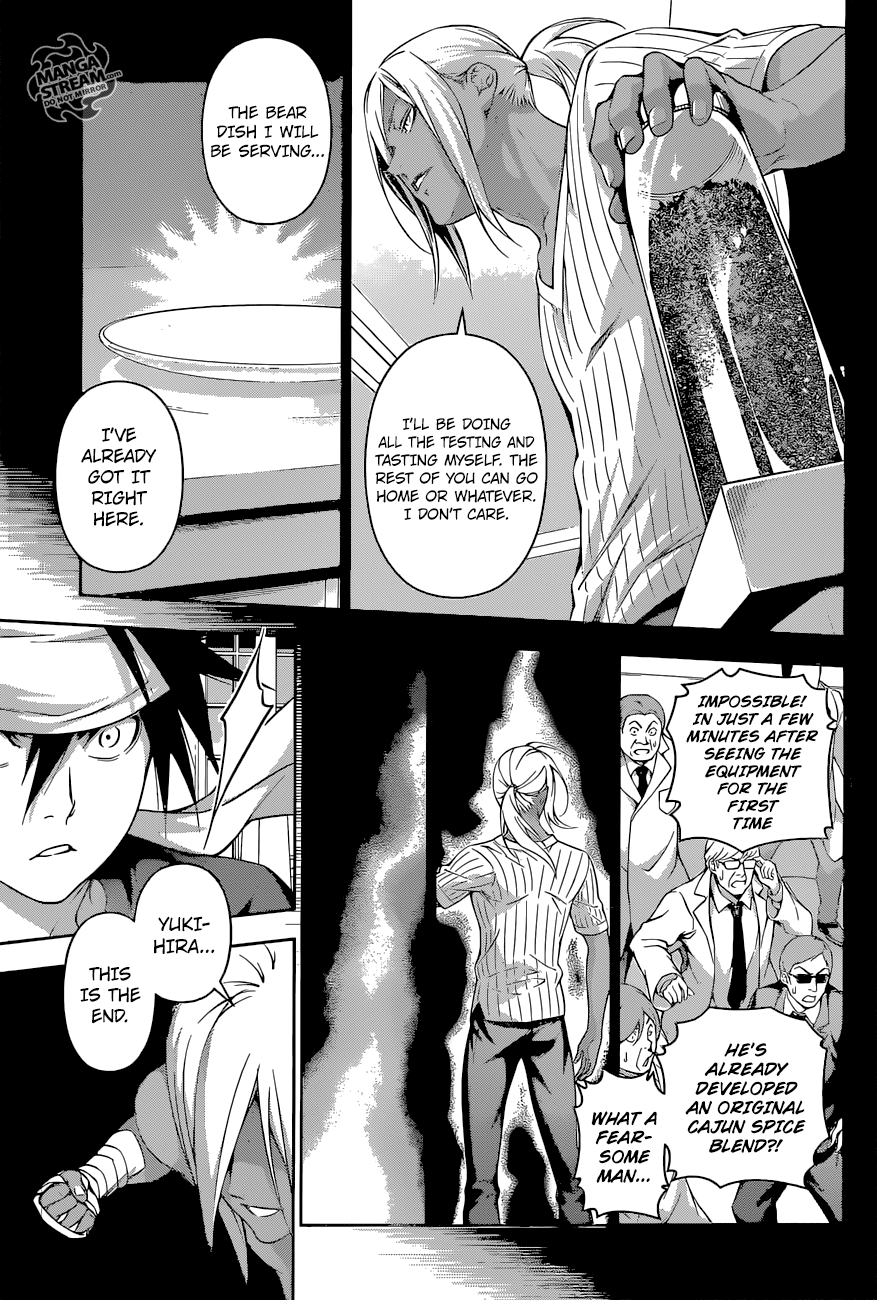 MANGA
STREAM.com
DO NOT MIRROR
I'LL BE DOING
ALL THE TESTING AND
TASTING MYSELF. THE
REST OF YOU CAN GO
HOME OR WHATEVER.
I DON'T CARE.
THE BEAR
DISH I WILL
BE SERVING...
I'VE
ALREADY
GOT IT
RIGHT
HERE.
IMPOSSIBLE!
IN JUST A FEW
MINUTES AFTER
SEEING THE
EQUIPMENT
FOR THE
FIRST
TIME
HE'S
ALREADY
DEVELOPED
AN ORIGINAL
CAJUN SPICE
BLEND?!
WHAT A
FEAR-
SOME
MAN...
YUKI-
HIRA...
THIS
IS THE
END.